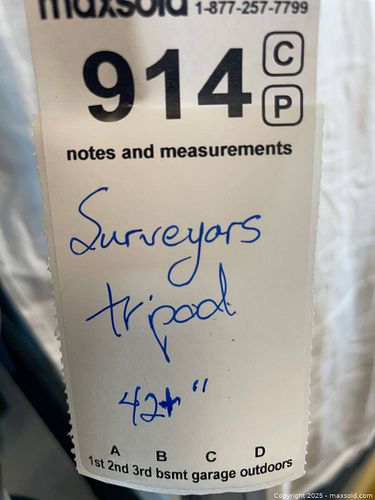 maxsold 1-877-257-7799
914 C
P
notes and measurements
Surveyors
tripod
42+"
A B C D
1st 2nd 3rd bsmt garage outdoors
Copyright 2025 - maxsold.com